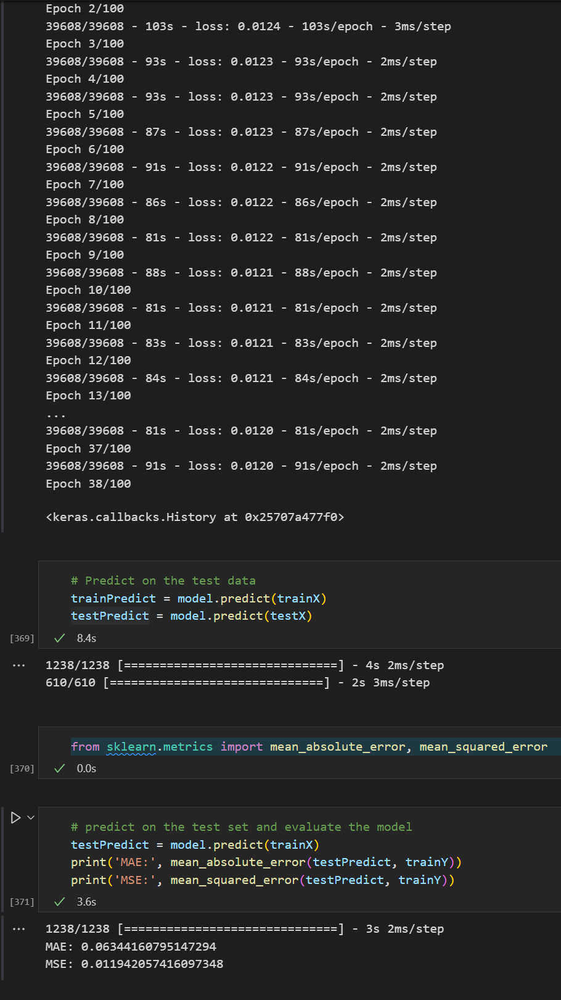 Epoch 2/100
39608/39608 - 103s - loss: 0.0124 - 103s/epoch - 3ms/step
Epoch 3/100
39608/39608 - 93s - loss: 0.0123 - 93s/epoch - 2ms/step
Epoch 4/100
39608/39608 - 93s - loss: 0.0123 - 93s/epoch - 2ms/step
Epoch 5/100
39608/39608 - 87s - loss: 0.0123 - 87s/epoch - 2ms/step
Epoch 6/100
39608/39608 - 91s - loss: 0.0122 - 91s/epoch - 2ms/step
Epoch 7/100
39608/39608 - 86s - loss: 0.0122 - 86s/epoch - 2ms/step
Epoch 8/100
39608/39608 - 81s - loss: 0.0122 - 81s/epoch - 2ms/step
Epoch 9/100
39608/39608 - 88s - loss: 0.0121 - 88s/epoch - 2ms/step
Epoch 10/100
39608/39608 - 81s - loss: 0.0121 - 81s/epoch - 2ms/step
Epoch 11/100
39608/39608 - 83s - loss: 0.0121 - 83s/epoch - 2ms/step
Epoch 12/100
39608/39608 - 84s - loss: 0.0121 - 84s/epoch - 2ms/step
Epoch 13/100
...
39608/39608 - 81s - loss: 0.0120 - 81s/epoch - 2ms/step
Epoch 37/100
39608/39608 - 91s - loss: 0.0120 - 91s/epoch - 2ms/step
Epoch 38/100
<keras.callbacks.History at 0x25707a477f0>
# Predict on the test data
trainPredict = model.predict(trainX)
testPredict = model.predict(testX)
[369] 8.4s
1238/1238 [==============================] - 4s 2ms/step
610/610 [==============================] - 2s 3ms/step
from sklearn.metrics import mean_absolute_error, mean_squared_error
[370] 0.0s
# predict on the test set and evaluate the model
testPredict = model.predict(trainX)
print('MAE:', mean_absolute_error(testPredict, trainY))
print('MSE:', mean_squared_error(testPredict, trainY))
[371] 3.6s
1238/1238 [==============================] - 3s 2ms/step
MAE: 0.06344160795147294
MSE: 0.011942057416097348